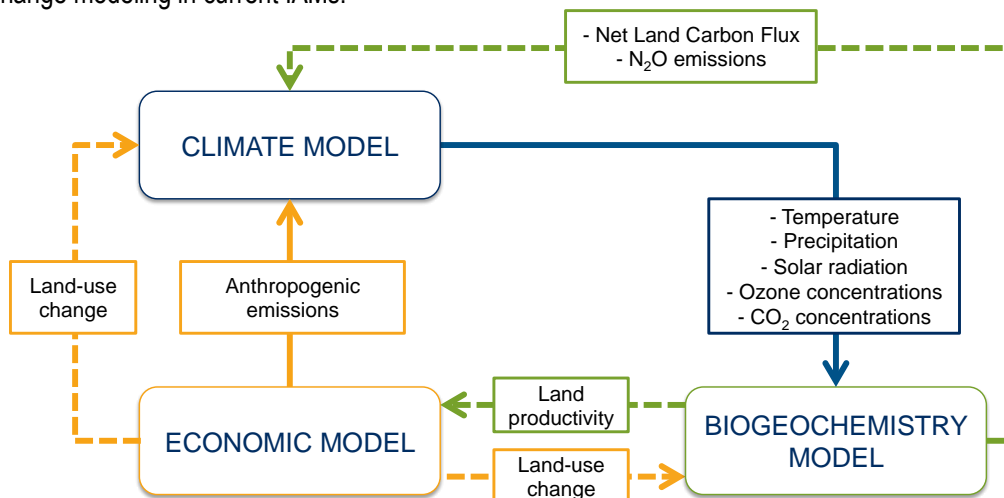 change modeling in current IAMs.
- Net Land Carbon Flux
- N₂O emissions
CLIMATE MODEL
- Temperature
- Precipitation
- Solar radiation
- Ozone concentrations
- CO₂ concentrations
Land-use
change
Anthropogenic
emissions
Land
productivity
ECONOMIC MODEL
BIOGEOCHEMISTRY
MODEL
Land-use
change